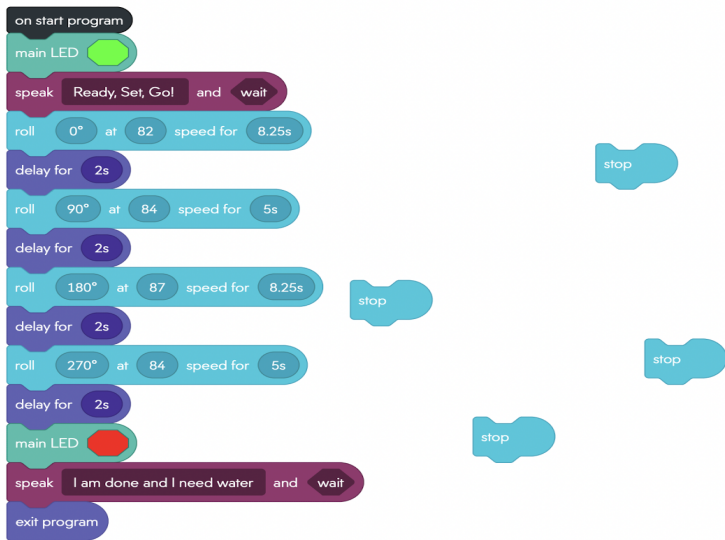 on start program
main LED
speak Ready, Set, Go! and wait
roll 0° at 82 speed for 8.25s
stop
delay for 2s
roll 90° at 84 speed for 5s
delay for 2s
roll 180° at 87 speed for 8.25s
stop
delay for 2s
roll 270° at 84 speed for 5s
stop
delay for 2s
main LED
stop
speak I am done and I need water and wait
exit program